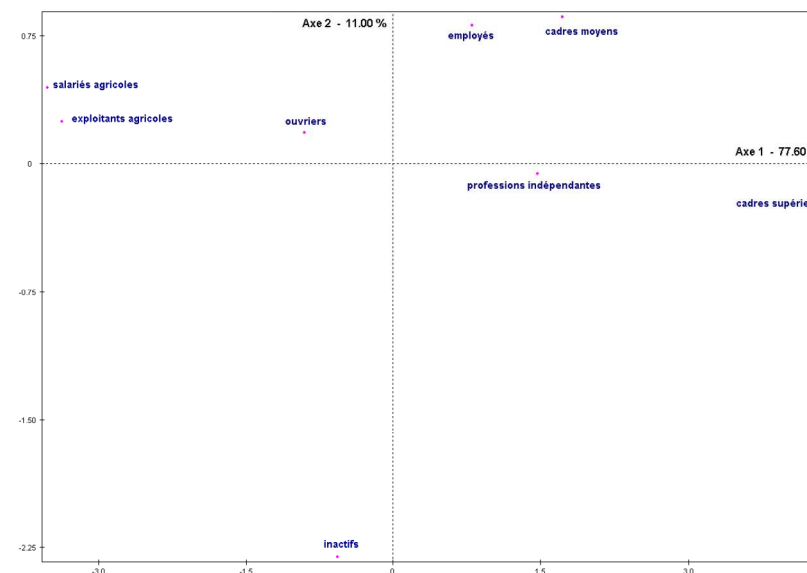 Axe 2 - 11.00 %
0.75
employés
cadres moyens
salariés agricoles
exploitants agricoles
ouvriers
Axe 1 - 77.60
0
professions indépendantes
cadres supérie
-0.75
-1.50
inactifs
-2.25
-3.0
-1.5
0
1.5
3.0